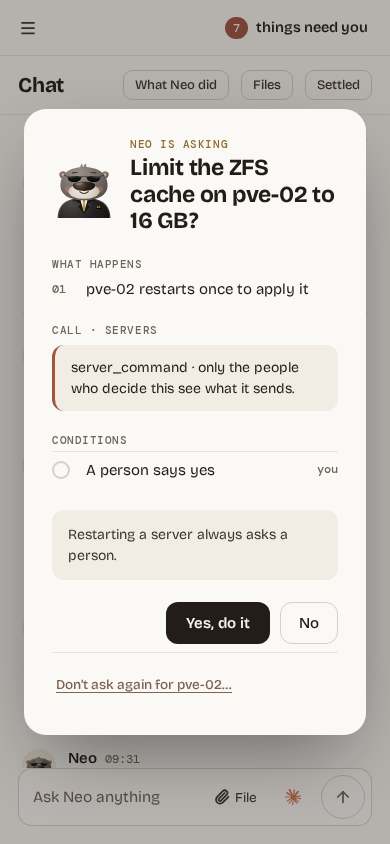 7 things need you
Chat
What Neo did
Files
Settled
NEO IS ASKING
Limit the ZFS
cache on pve-02 to
16 GB?
WHAT HAPPENS
01 pve-02 restarts once to apply it
CALL · SERVERS
server_command · only the people
who decide this see what it sends.
CONDITIONS
A person says yes you
Restarting a server always asks a
person.
Yes, do it
No
Don't ask again for pve-02...
Neo 09:31
Ask Neo anything
File